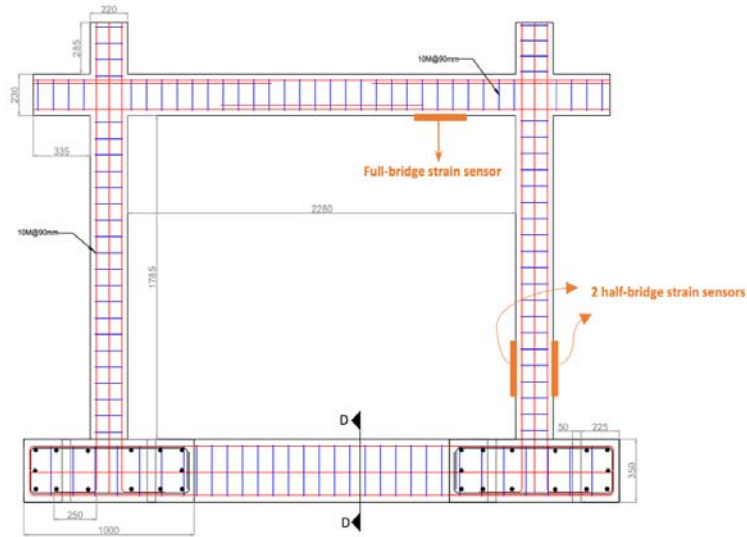 220
285
10M@90mm
230
335
Full-bridge strain sensor
2280
10M@90mm
1785
2 half-bridge strain sensors
D
50
225
350
250
D
1000